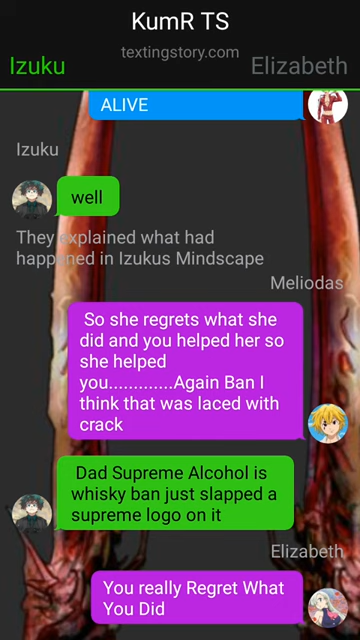 KumR TS
textingstory.com
Izuku
Elizabeth
ALIVE
Izuku
well
They explained what had
happened in Izukus Mindscape
Meliodas
So she regrets what she
did and you helped her so
she helped
you.............Again Ban I
think that was laced with
crack
Dad Supreme Alcohol is
whisky ban just slapped a
supreme logo on it
Elizabeth
You really Regret What
You Did